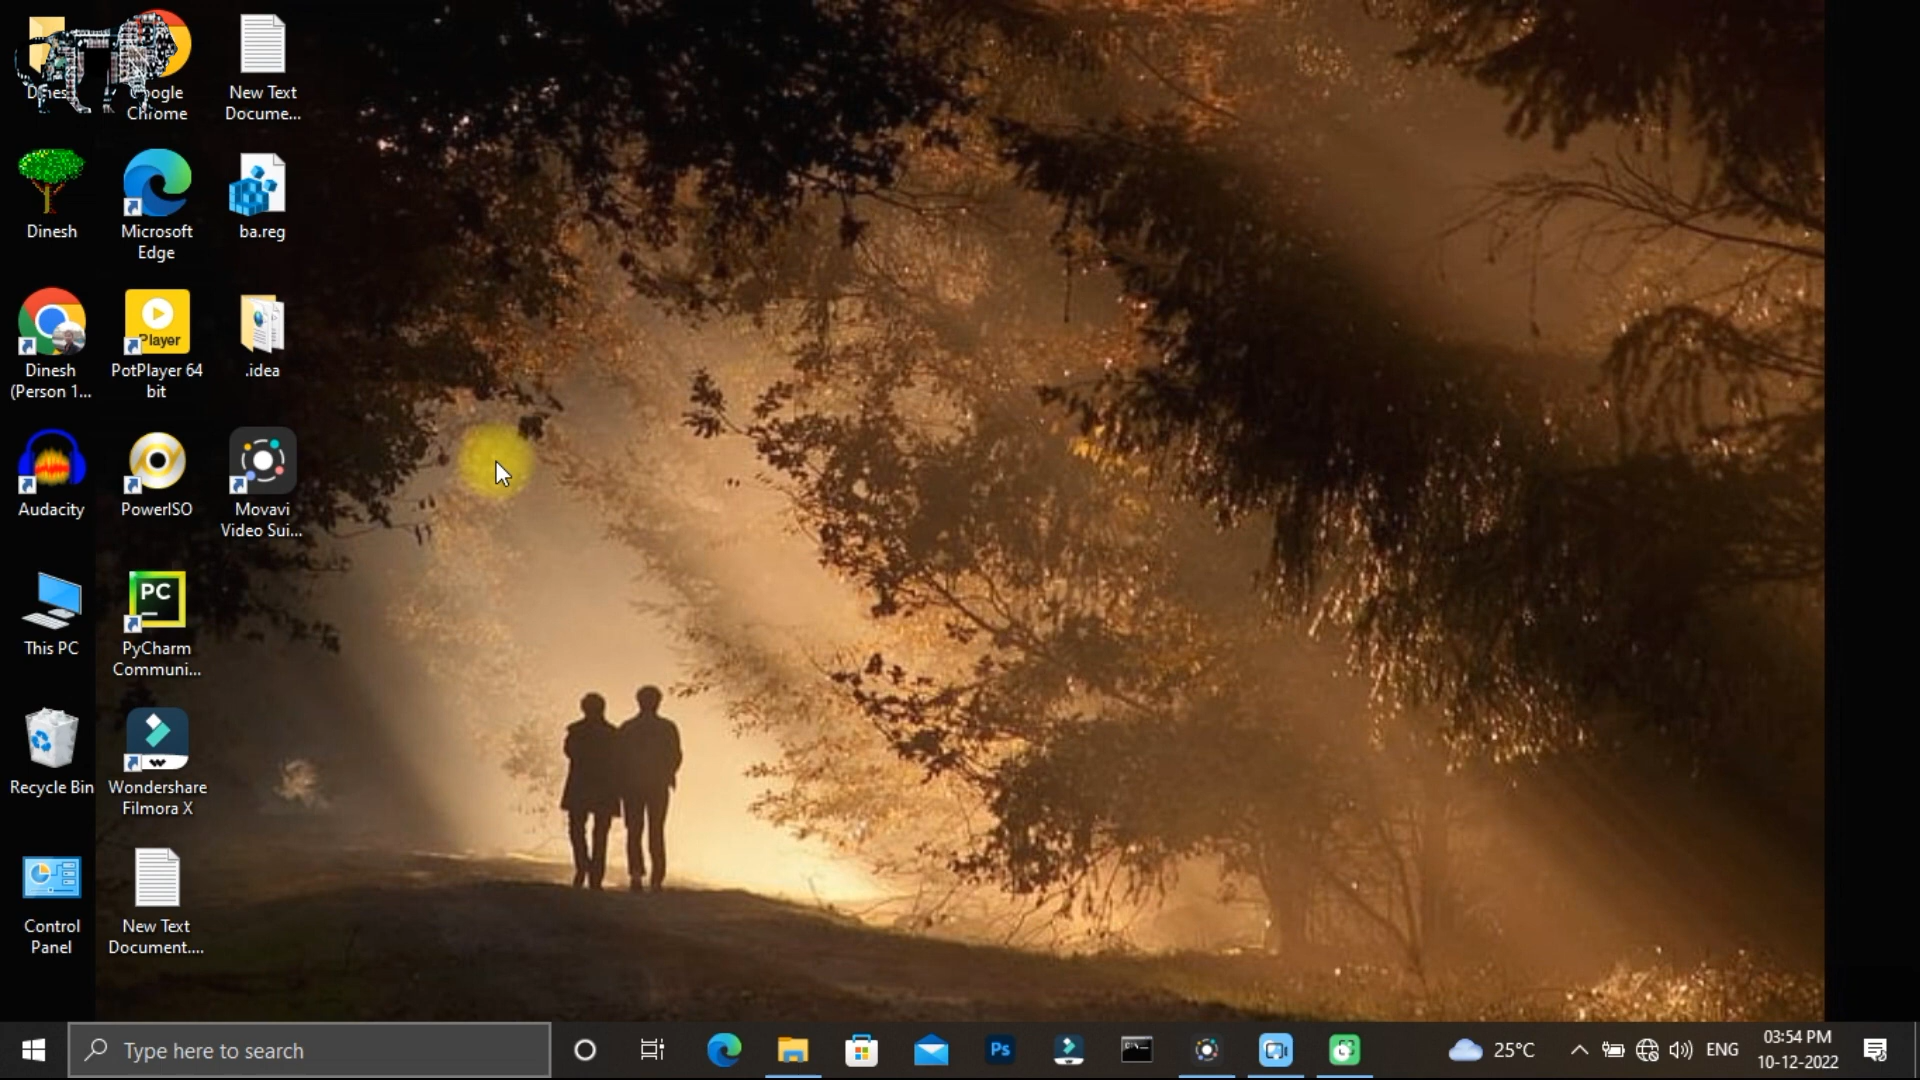 Dines
Google
Chrome
New Text
Docume...
Dinesh
Microsoft
Edge
ba.reg
Dinesh
(Person 1...
Player
PotPlayer 64
bit
.idea
Audacity
PowerISO
Movavi
Video Sui...
This PC
PC
PyCharm
Communi...
Recycle Bin
Wondershare
Filmora X
Control
Panel
New Text
Document....
Type here to search
Ps
25°C
ENG
03:54 PM
10-12-2022